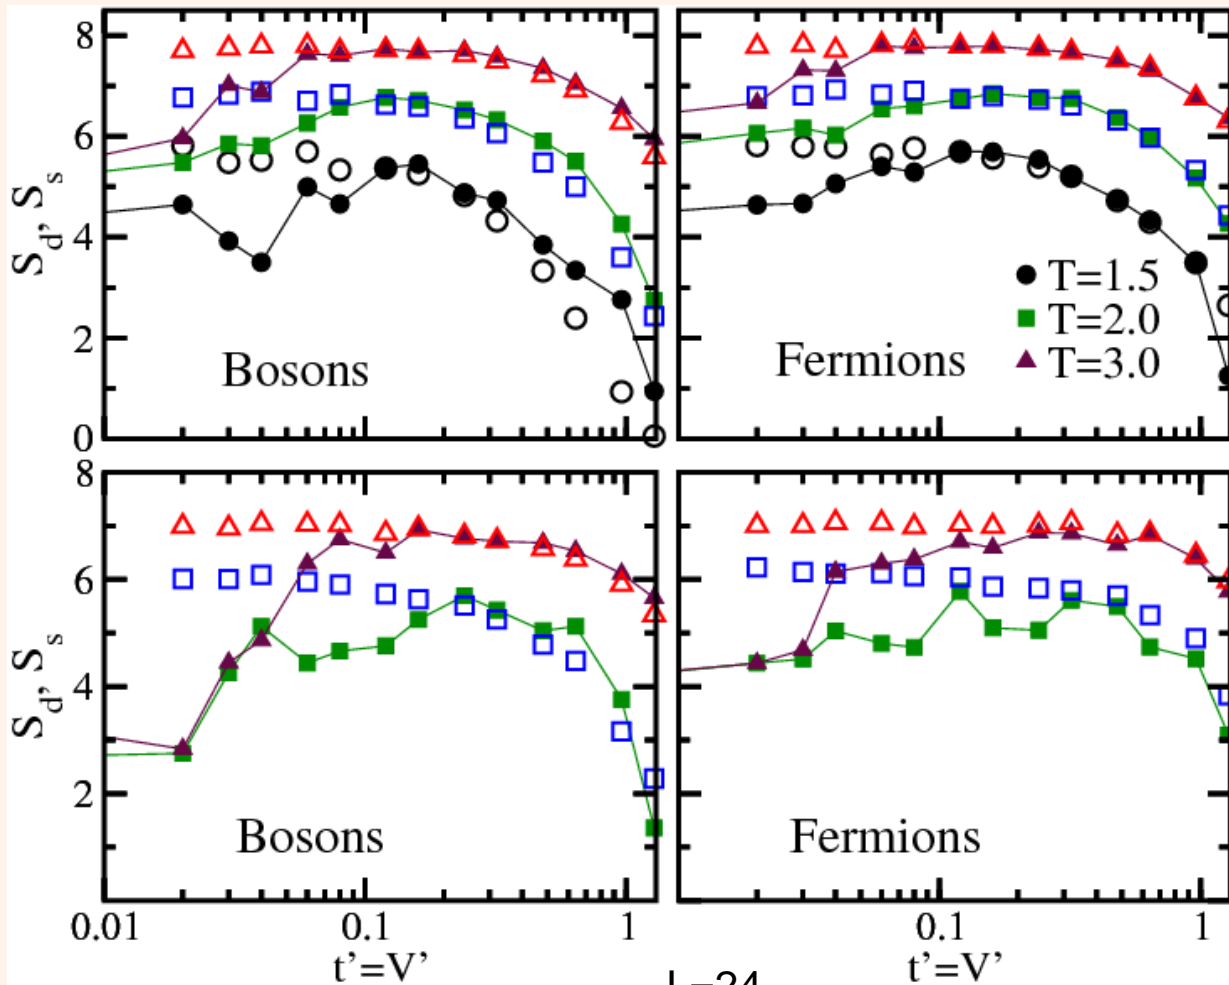 8
6
4
2
0
S_d, S_s
Bosons
Fermions
T=1.5
T=2.0
T=3.0
8
6
4
2
S_d, S_s
Bosons
Fermions
0.01 0.1 1 0.1 1
t'=V' t'=V'
L=24